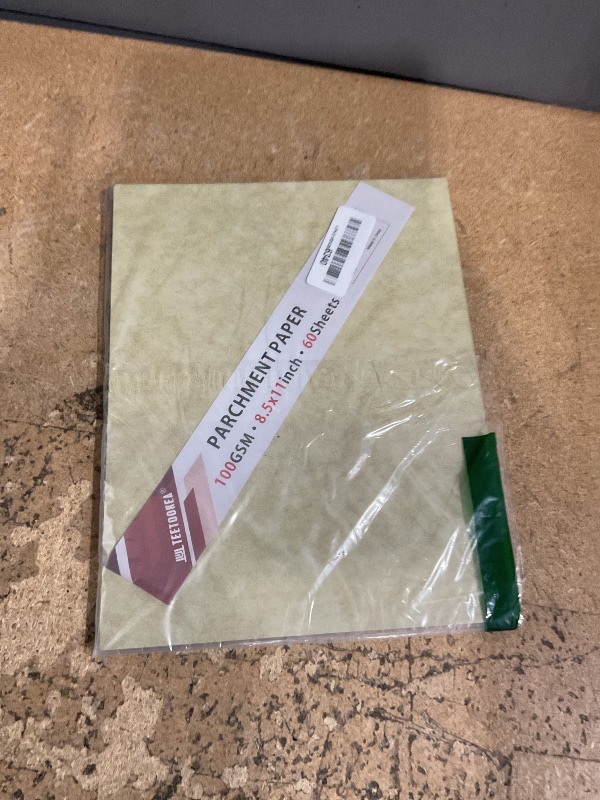 PARCHMENT PAPER
100GSM • 8.5x11inch • 60Sheets
TEETOOKEA®